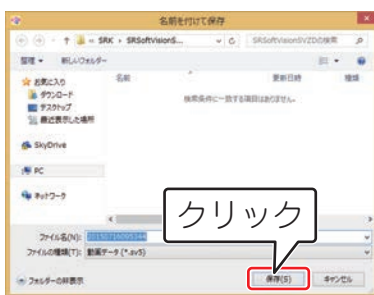 名前を付けて保存
« SRK › SRSoftVisionS...
SRSoftVisionSVZDの検索
整理 ▼ 新しいフォルダー
お気に入り
ダウンロード
デスクトップ
最近表示した場所
SkyDrive
PC
ネットワーク
名前 更新日時 種類
検索条件に一致する項目はありません。
クリック
ファイル名(N): 20150716095344
ファイルの種類(T): 動画データ (*.av5)
フォルダーの非表示
保存(S) キャンセル